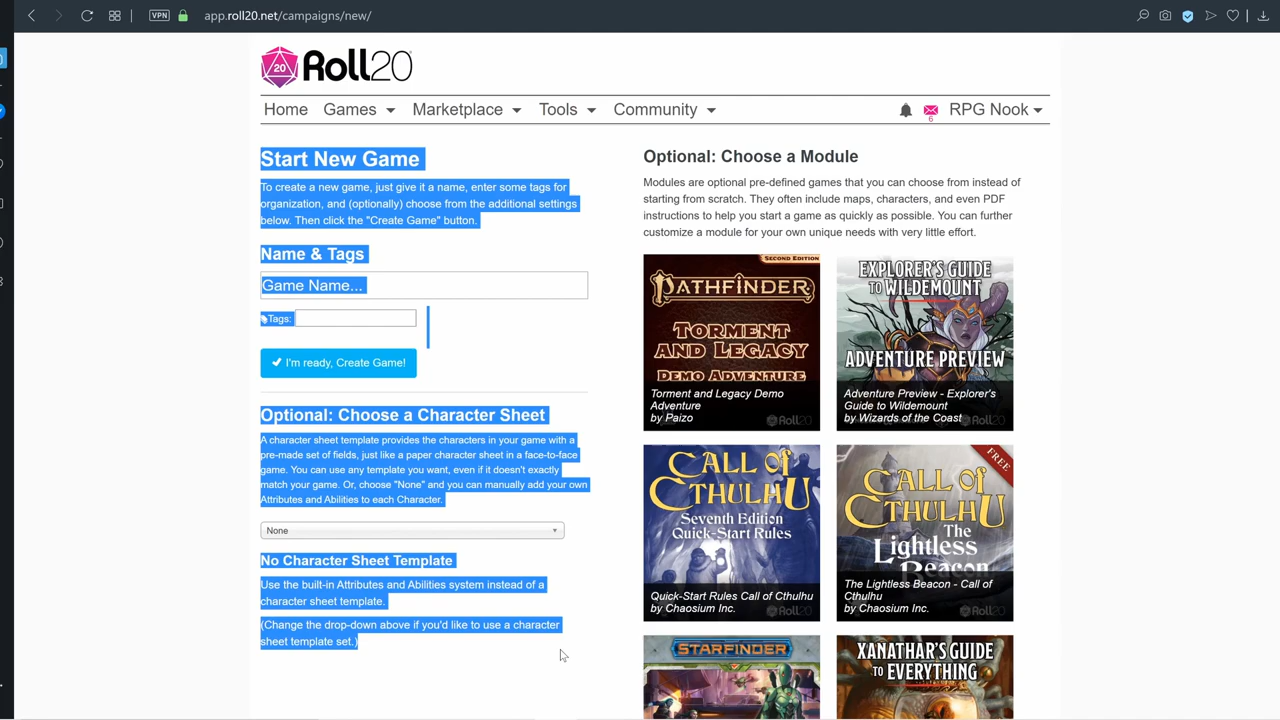 VPN
app.roll20.net/campaigns/new/
20 Roll20
Home Games Marketplace Tools Community 6 RPG Nook
Start New Game
To create a new game, just give it a name, enter some tags for
organization, and (optionally) choose from the additional settings
below. Then click the "Create Game" button.
Name & Tags
Game Name...
Tags:
I'm ready, Create Game!
Optional: Choose a Character Sheet
A character sheet template provides the characters in your game with a
pre-made set of fields, just like a paper character sheet in a face-to-face
game. You can use any template you want, even if it doesn't exactly
match your game. Or, choose "None" and you can manually add your own
Attributes and Abilities to each Character.
None
No Character Sheet Template
Use the built-in Attributes and Abilities system instead of a
character sheet template.
(Change the drop-down above if you'd like to use a character
sheet template set.)
Optional: Choose a Module
Modules are optional pre-defined games that you can choose from instead of
starting from scratch. They often include maps, characters, and even PDF
instructions to help you start a game as quickly as possible. You can further
customize a module for your own unique needs with very little effort.
SECOND EDITION
PATHFINDER
TORMENT
AND LEGACY
DEMO ADVENTURE
Torment and Legacy Demo
Adventure
by Paizo
Roll20
EXPLORER'S GUIDE
TO WILDEMOUNT
ADVENTURE PREVIEW
Adventure Preview - Explorer's
Guide to Wildemount
by Wizards of the Coast
Roll20
CALL OF
CTHULHU
Seventh Edition
Quick-Start Rules
Quick-Start Rules Call of Cthulhu
by Chaosium Inc.
Roll20
FREE
CALL OF
CTHULHU
The
Lightless
Beacon
The Lightless Beacon - Call of
Cthulhu
by Chaosium Inc.
Roll20
STARFINDER
XANATHAR'S GUIDE
TO EVERYTHING